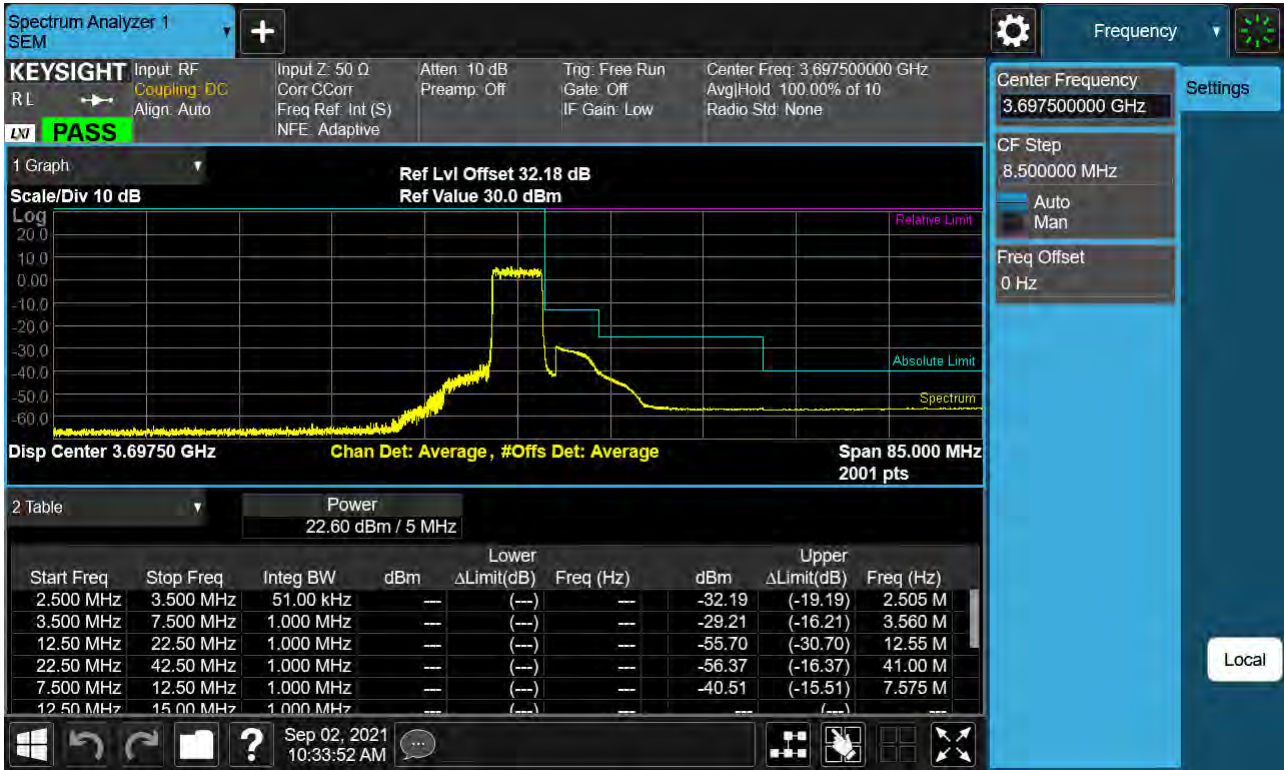 Spectrum Analyzer 1
SEM
Frequency
KEYSIGHT
R L
LXI
PASS
Input: RF
Coupling: DC
Align: Auto
Input Z: 50 Ω
Corr CCorr
Freq Ref: Int (S)
NFE: Adaptive
Atten: 10 dB
Preamp: Off
Trig: Free Run
Gate: Off
IF Gain: Low
Center Freq: 3.697500000 GHz
Avg|Hold: 100.00% of 10
Radio Std: None
Center Frequency
3.697500000 GHz
Settings
CF Step
8.500000 MHz
Auto
Man
Freq Offset
0 Hz
1 Graph
Ref Lvl Offset 32.18 dB
Scale/Div 10 dB
Ref Value 30.0 dBm
Log
20.0
10.0
0.00
-10.0
-20.0
-30.0
-40.0
-50.0
-60.0
Relative Limit
Absolute Limit
Spectrum
Disp Center 3.69750 GHz
Chan Det: Average, #Offs Det: Average
Span 85.000 MHz
2001 pts
2 Table
Power
22.60 dBm / 5 MHz
Lower Upper
Start Freq Stop Freq Integ BW dBm ΔLimit(dB) Freq (Hz) dBm ΔLimit(dB) Freq (Hz)
2.500 MHz 3.500 MHz 51.00 kHz --- (---) --- -32.19 (-19.19) 2.505 M
3.500 MHz 7.500 MHz 1.000 MHz --- (---) --- -29.21 (-16.21) 3.560 M
12.50 MHz 22.50 MHz 1.000 MHz --- (---) --- -55.70 (-30.70) 12.55 M
22.50 MHz 42.50 MHz 1.000 MHz --- (---) --- -56.37 (-16.37) 41.00 M
7.500 MHz 12.50 MHz 1.000 MHz --- (---) --- -40.51 (-15.51) 7.575 M
12.50 MHz 15.00 MHz 1.000 MHz --- (---) --- --- (---) ---
Local
?
Sep 02, 2021
10:33:52 AM